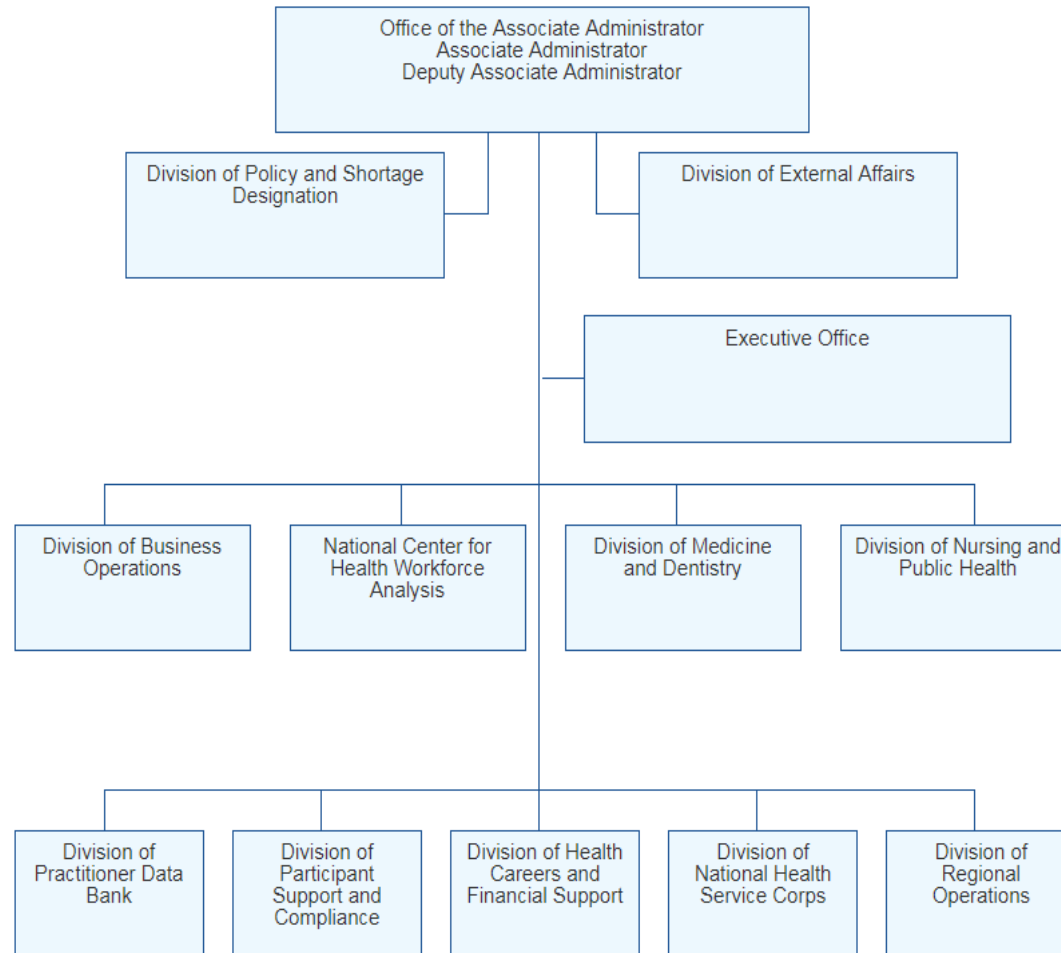 Office of the Associate Administrator
Associate Administrator
Deputy Associate Administrator
Division of Policy and Shortage
Designation
Division of External Affairs
Executive Office
Division of Business
Operations
National Center for
Health Workforce
Analysis
Division of Medicine
and Dentistry
Division of Nursing and
Public Health
Division of
Practitioner Data
Bank
Division of
Participant
Support and
Compliance
Division of Health
Careers and
Financial Support
Division of
National Health
Service Corps
Division of
Regional
Operations